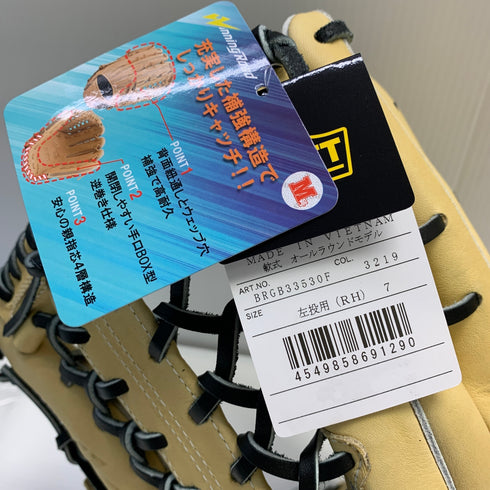 WinningRoad
充実した補強構造で
しっかりキャッチ!!
M
POINT1
背面紐通しとウェッブ穴
補強で高耐久
POINT2
開閉しやすい手口BOX型
逆巻き仕様
POINT3
安心の親指芯4層構造
MADE IN VIETNAM
軟式 オールラウンドモデル
ART.NO. COL.
BRGB33530F 3219
SIZE
左投用(RH) 7
4549858691290